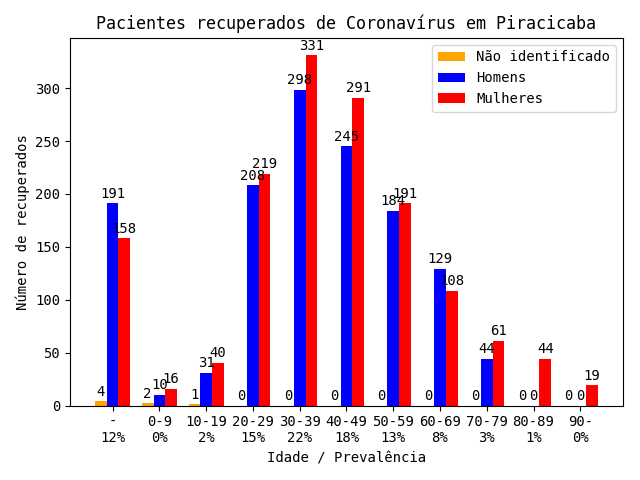 Pacientes recuperados de Coronavírus em Piracicaba
Não identificado
Homens
Mulheres
Número de recuperados
300
250
200
150
100
50
0
4 191 158
2 10 16
1 31 40
0 208 219
0 298 331
0 245 291
0 184 191
0 129 108
0 44 61
0 0 44
0 0 19
- 0-9 10-19 20-29 30-39 40-49 50-59 60-69 70-79 80-89 90-
12% 0% 2% 15% 22% 18% 13% 8% 3% 1% 0%
Idade / Prevalência